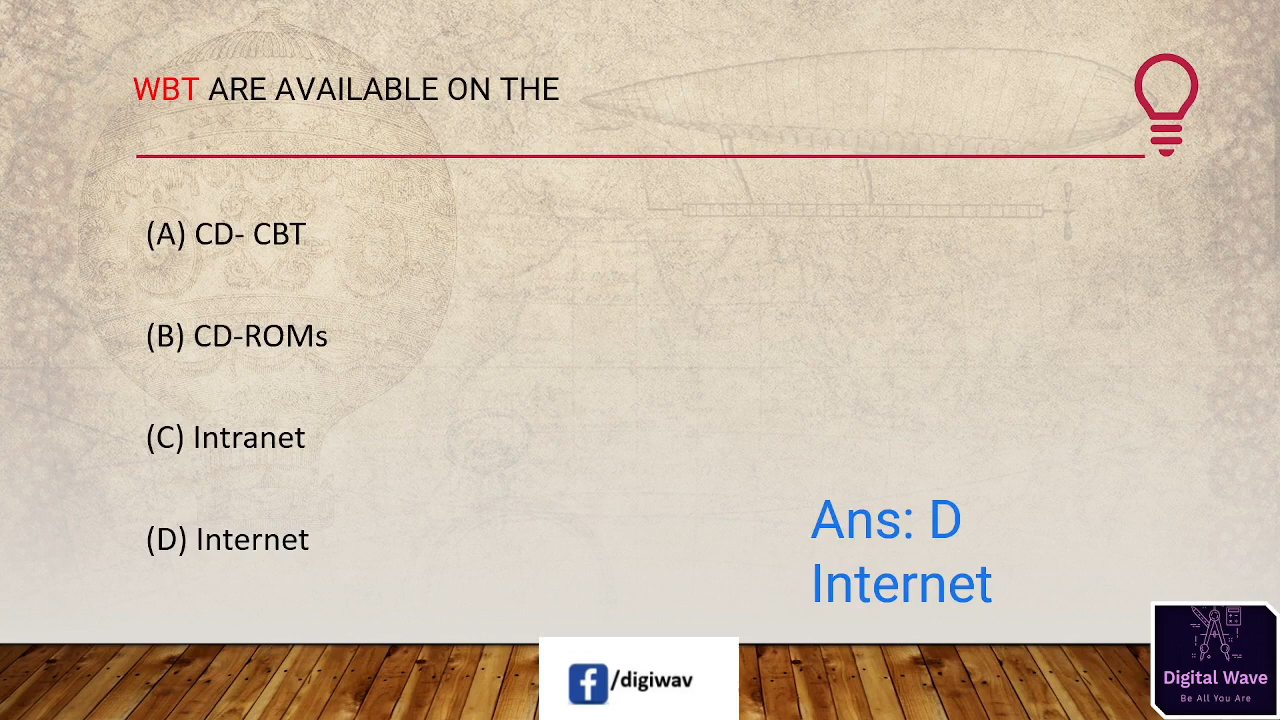 WBT ARE AVAILABLE ON THE
(A) CD- CBT
(B) CD-ROMs
(C) Intranet
(D) Internet
Ans: D
Internet
f /digiwav
Digital Wave
Be All You Are